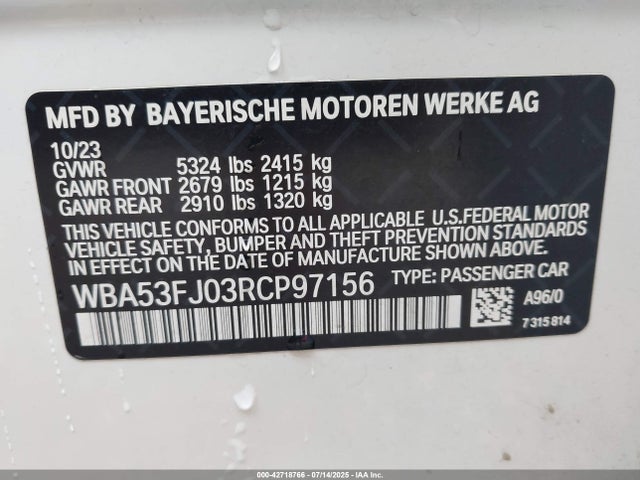 MFD BY BAYERISCHE MOTOREN WERKE AG
10/23
GVWR 5324 lbs 2415 kg
GAWR FRONT 2679 lbs 1215 kg
GAWR REAR 2910 lbs 1320 kg
THIS VEHICLE CONFORMS TO ALL APPLICABLE U.S.FEDERAL MOTOR
VEHICLE SAFETY, BUMPER AND THEFT PREVENTION STANDARDS
IN EFFECT ON THE DATE OF MANUFACTURE SHOWN ABOVE.
WBA53FJ03RCP97156 TYPE: PASSENGER CAR
A96/0
7 315 814
000-42718766 - 07/14/2025 - IAAI.COM